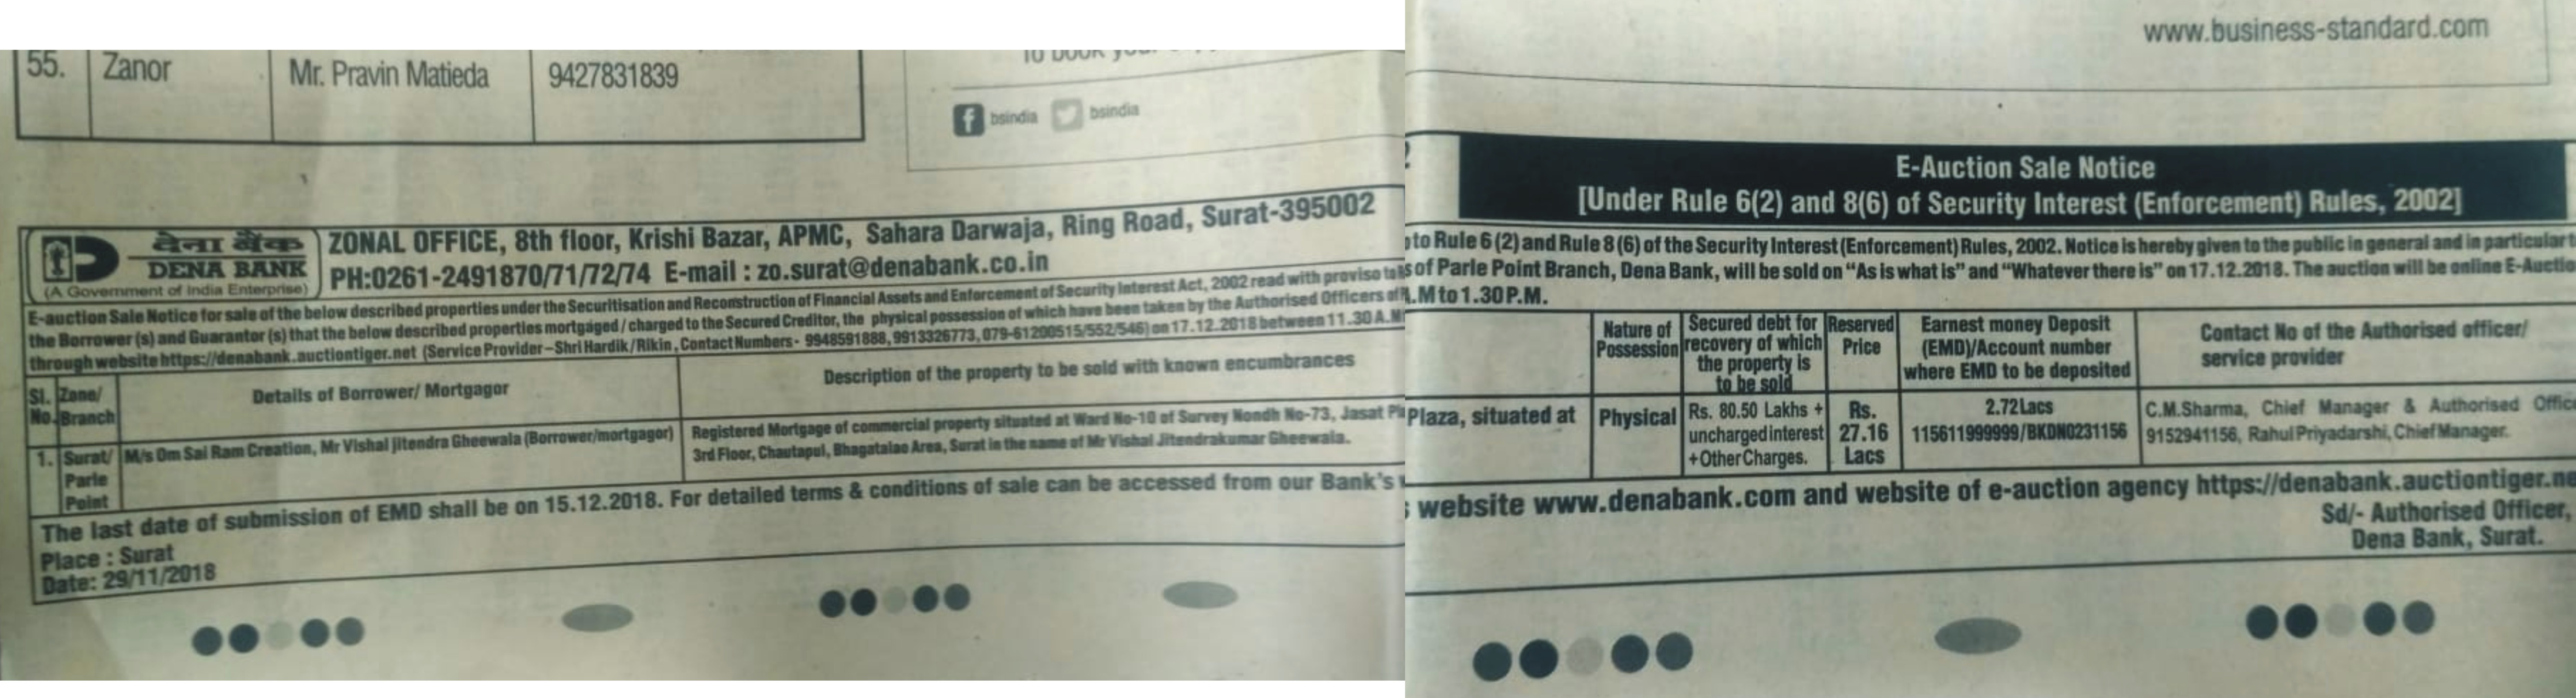 www.business-standard.com
55. Zanor Mr. Pravin Matieda 9427831839
bsindia bsindia
E-Auction Sale Notice
[Under Rule 6(2) and 8(6) of Security Interest (Enforcement) Rules, 2002]
देना बैंक
DENA BANK
(A Government of India Enterprise)
ZONAL OFFICE, 8th floor, Krishi Bazar, APMC, Sahara Darwaja, Ring Road, Surat-395002
PH:0261-2491870/71/72/74 E-mail : zo.surat@denabank.co.in
E-auction Sale Notice for sale of the below described properties under the Securitisation and Reconstruction of Financial Assets and Enforcement of Security Interest Act, 2002 read with proviso to Rule 6 (2) and Rule 8 (6) of the Security Interest (Enforcement) Rules, 2002. Notice is hereby given to the public in general and in particular
the Borrower (s) and Guarantor (s) that the below described properties mortgaged / charged to the Secured Creditor, the physical possession of which have been taken by the Authorised Officers of Parle Point Branch, Dena Bank, will be sold on “As is what is” and “Whatever there is” on 17.12.2018. The auction will be online
through website https://denabank.auctiontiger.net (Service Provider – Shri Hardik / Rikin, Contact Numbers- 9948591888, 9913326773, 079-61200515/552/546) on 17.12.2018 between 11.30 A.M to 1.30 P.M.
Sl. No. Zone/ Branch
Details of Borrower/ Mortgagor
Description of the property to be sold with known encumbrances
Nature of
Possession
Secured debt for
recovery of which
the property is
to be sold
Reserved
Price
Earnest money Deposit
(EMD)/Account number
where EMD to be deposited
Contact No of the Authorised officer/
service provider
1. Surat/
Parle
Point
M/s Om Sai Ram Creation, Mr Vishal Jitendra Gheewala (Borrower/mortgagor)
Registered Mortgage of commercial property situated at Ward No-10 of Survey Nondh No-73, Jasat Plaza, situated at
3rd Floor, Chautapul, Bhagatalao Area, Surat in the name of Mr Vishal Jitendrakumar Gheewala.
Physical
Rs. 80.50 Lakhs +
uncharged interest
+Other Charges.
Rs.
27.16
Lacs
2.72Lacs
115611999999/BKDN0231156
C.M.Sharma, Chief Manager & Authorised
9152941156, Rahul Priyadarshi, Chief Manager.
The last date of submission of EMD shall be on 15.12.2018. For detailed terms & conditions of sale can be accessed from our Bank's website www.denabank.com and website of e-auction agency https://denabank.auctiontiger.ne
Place : Surat
Date: 29/11/2018
Sd/- Authorised Officer,
Dena Bank, Surat.